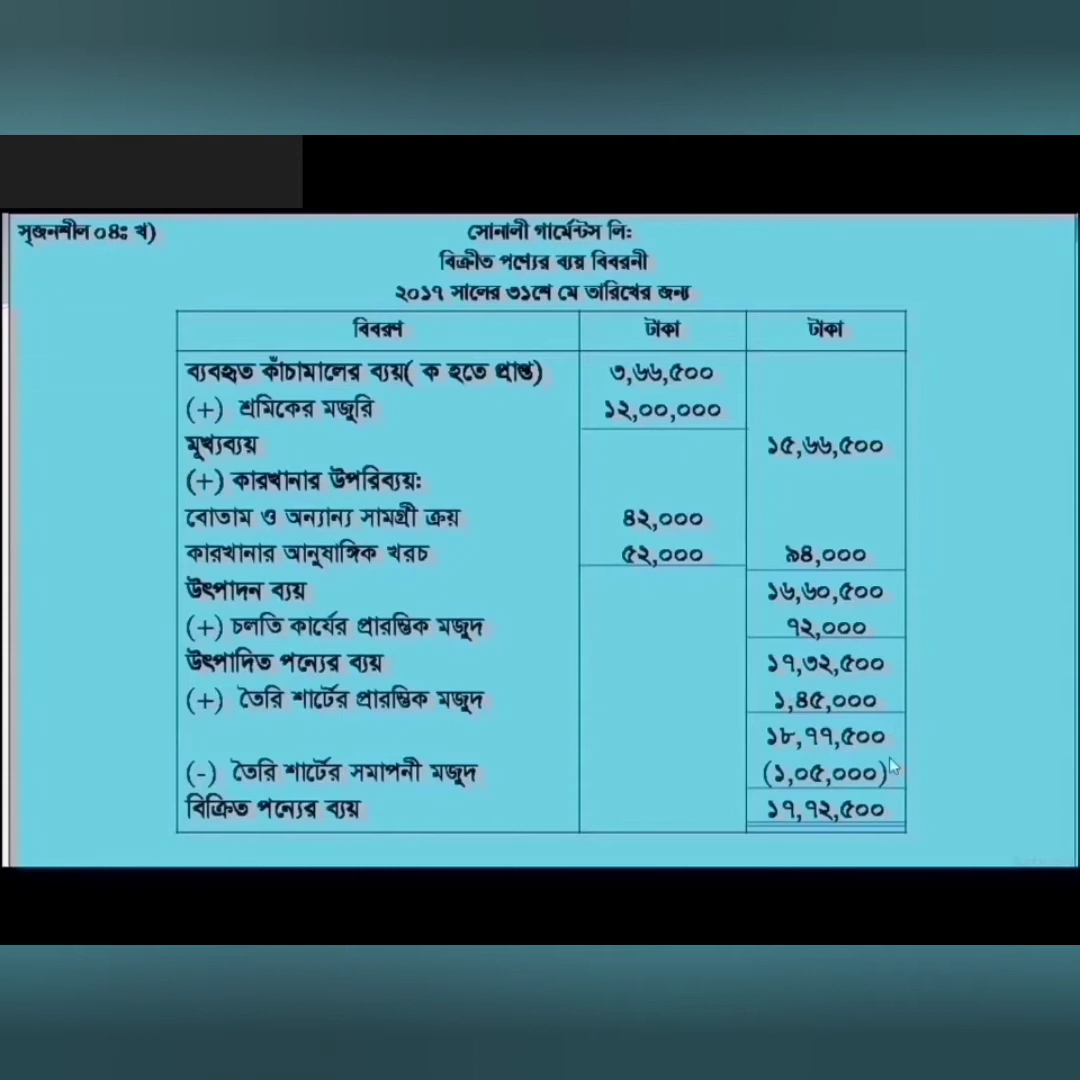 সৃজনশীল ০৪ঃ খ)
সোনালী গার্মেন্টস লি:
বিক্রীত পণ্যের ব্যয় বিবরনী
২০১৭ সালের ৩১শে মে তারিখের জন্য
বিবরণ টাকা টাকা
ব্যবহৃত কাঁচামালের ব্যয়( ক হতে প্রাপ্ত) ৩,৬৬,৫০০
(+) শ্রমিকের মজুরি ১২,০০,০০০
মূখ্যব্যয় ১৫,৬৬,৫০০
(+) কারখানার উপরিব্যয়:
বোতাম ও অন্যান্য সামগ্রী ক্রয় ৪২,০০০
কারখানার আনুষাঙ্গিক খরচ ৫২,০০০ ৯৪,০০০
উৎপাদন ব্যয় ১৬,৬০,৫০০
(+) চলতি কার্যের প্রারম্ভিক মজুদ ৭২,০০০
উৎপাদিত পন্যের ব্যয় ১৭,৩২,৫০০
(+) তৈরি শার্টের প্রারম্ভিক মজুদ ১,৪৫,০০০
১৮,৭৭,৫০০
(-) তৈরি শার্টের সমাপনী মজুদ (১,০৫,০০০)
বিক্রিত পন্যের ব্যয় ১৭,৭২,৫০০